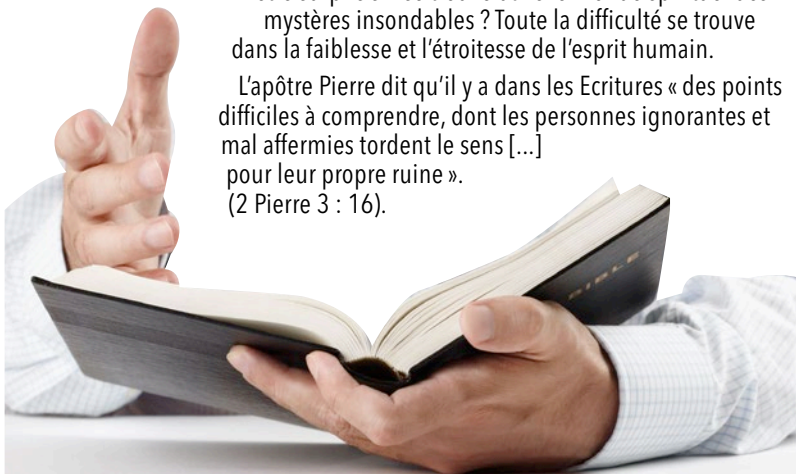 mystères insondables ? Toute la difficulté se trouve
dans la faiblesse et l’étroitesse de l’esprit humain.
L’apôtre Pierre dit qu’il y a dans les Ecritures « des points
difficiles à comprendre, dont les personnes ignorantes et
mal affermies tordent le sens [...]
pour leur propre ruine ».
(2 Pierre 3 : 16).
BIBLE